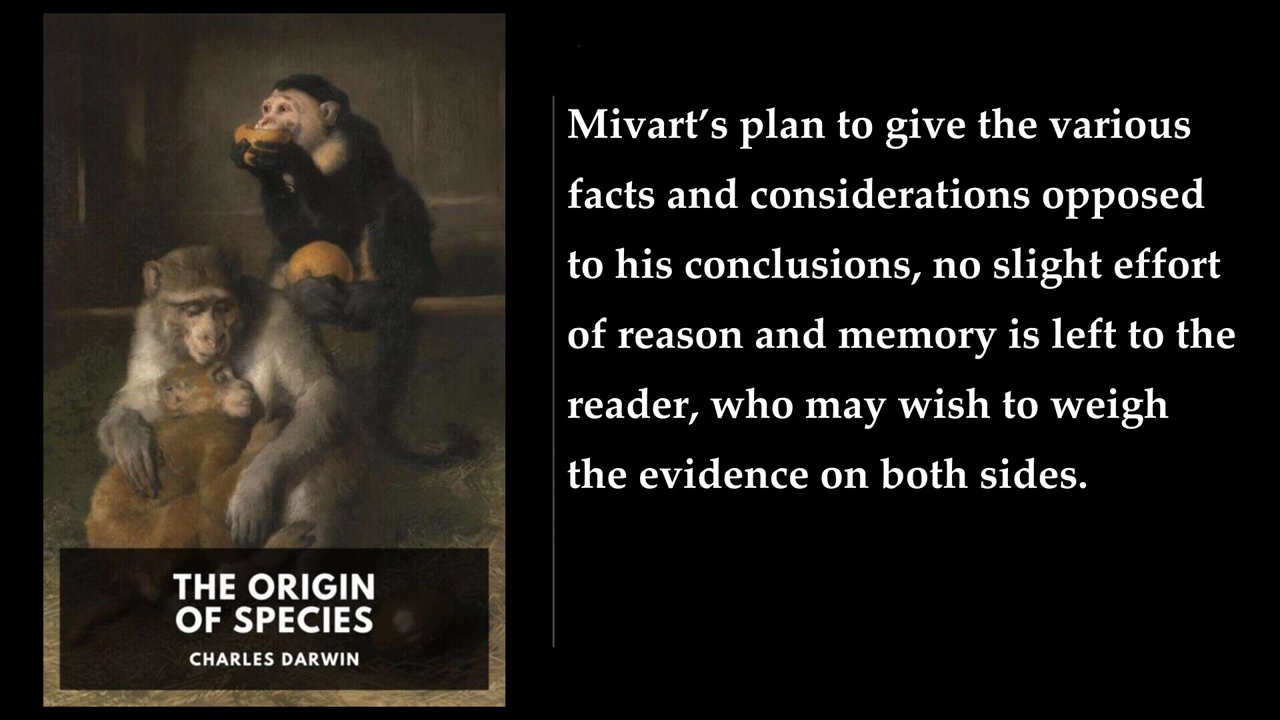 Mivart’s plan to give the various
facts and considerations opposed
to his conclusions, no slight effort
of reason and memory is left to the
reader, who may wish to weigh
the evidence on both sides.
THE ORIGIN
OF SPECIES
CHARLES DARWIN